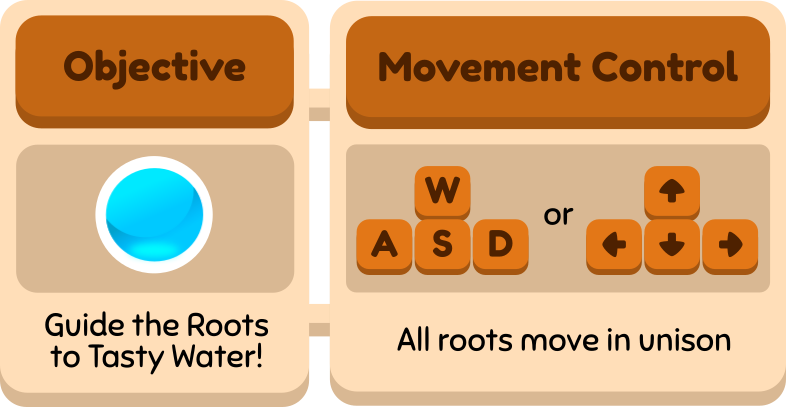 Objective
Guide the Roots
to Tasty Water!
Movement Control
W
A S D
or
All roots move in unison